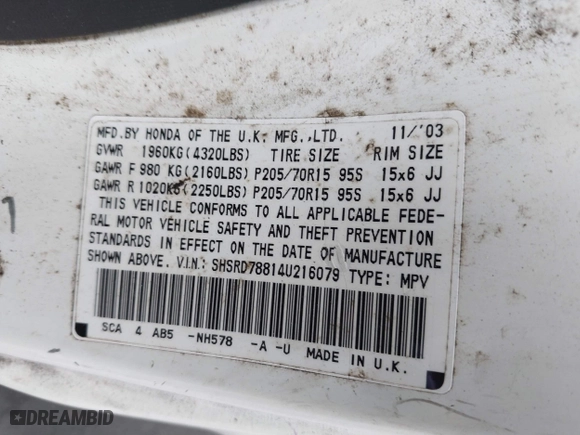 MFD.BY HONDA OF THE U.K. MFG.,LTD. 11/'03
GVWR 1960KG(4320LBS) TIRE SIZE RIM SIZE
GAWR F 980 KG(2160LBS) P205/70R15 95S 15x6 JJ
GAWR R 1020KG(2250LBS) P205/70R15 95S 15x6 JJ
THIS VEHICLE CONFORMS TO ALL APPLICABLE FEDE-
RAL MOTOR VEHICLE SAFETY AND THEFT PREVENTION
STANDARDS IN EFFECT ON THE DATE OF MANUFACTURE
SHOWN ABOVE. V.I.N.: SHSRD78814U216079 TYPE: MPV
SCA 4 AB5 -NH578 -A -U MADE IN U.K.
DREAMBID